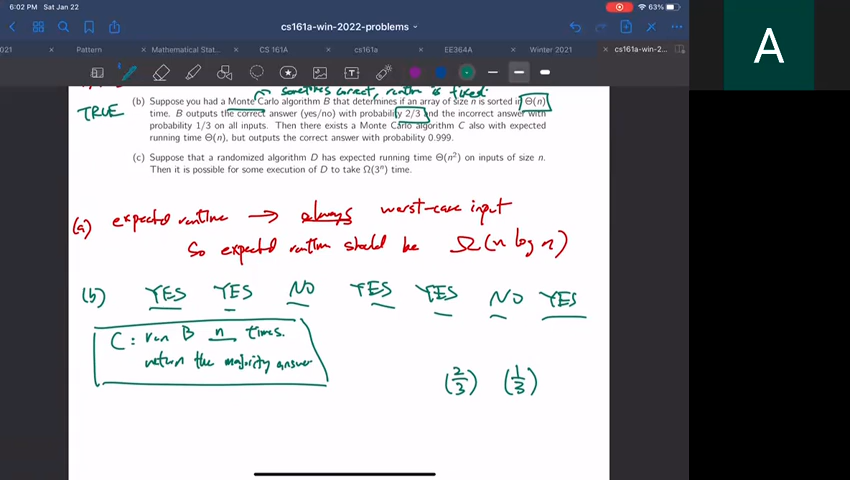 6:02 PM Sat Jan 22
63%
cs161a-win-2022-problems
2021
Pattern
Mathematical Stat...
CS 161A
cs161a
EE364A
Winter 2021
cs161a-win-2...
sometimes correct, runtime is fixed.
TRUE
(b) Suppose you had a Monte Carlo algorithm B that determines if an array of size n is sorted in Θ(n)
time. B outputs the correct answer (yes/no) with probability 2/3 and the incorrect answer with
probability 1/3 on all inputs. Then there exists a Monte Carlo algorithm C also with expected
running time Θ(n), but outputs the correct answer with probability 0.999.
(c) Suppose that a randomized algorithm D has expected running time Θ(n²) on inputs of size n.
Then it is possible for some execution of D to take Ω(3ⁿ) time.
(a) expected runtime → always worst-case input
So expected runtime should be Ω(n log n)
(b) YES YES NO YES YES NO YES
C: run B n times.
return the majority answer
(2/3) (1/3)
A